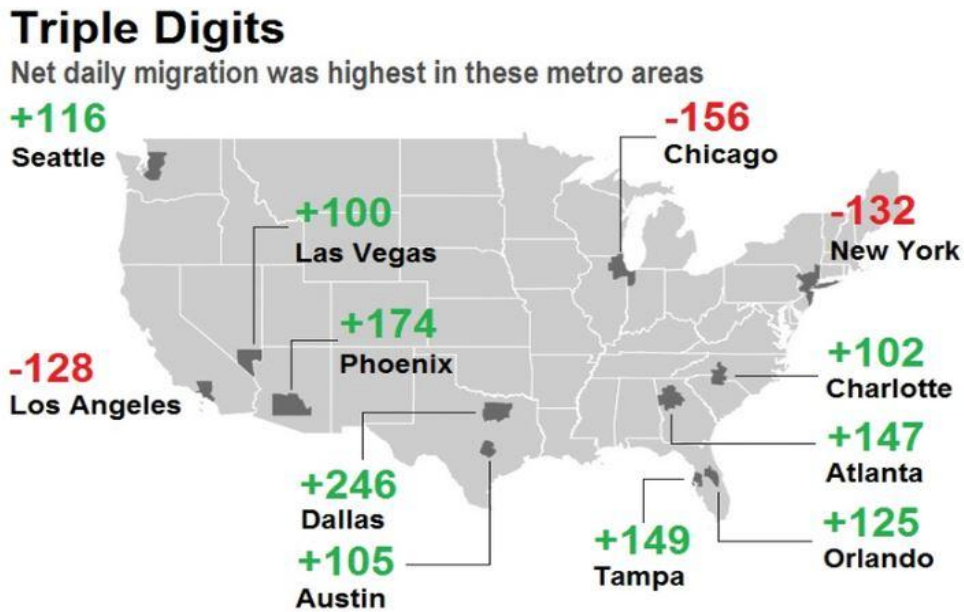 Triple Digits
Net daily migration was highest in these metro areas
+116
Seattle
-156
Chicago
+100
Las Vegas
-132
New York
+174
Phoenix
-128
Los Angeles
+102
Charlotte
+147
Atlanta
+246
Dallas
+105
Austin
+149
Tampa
+125
Orlando